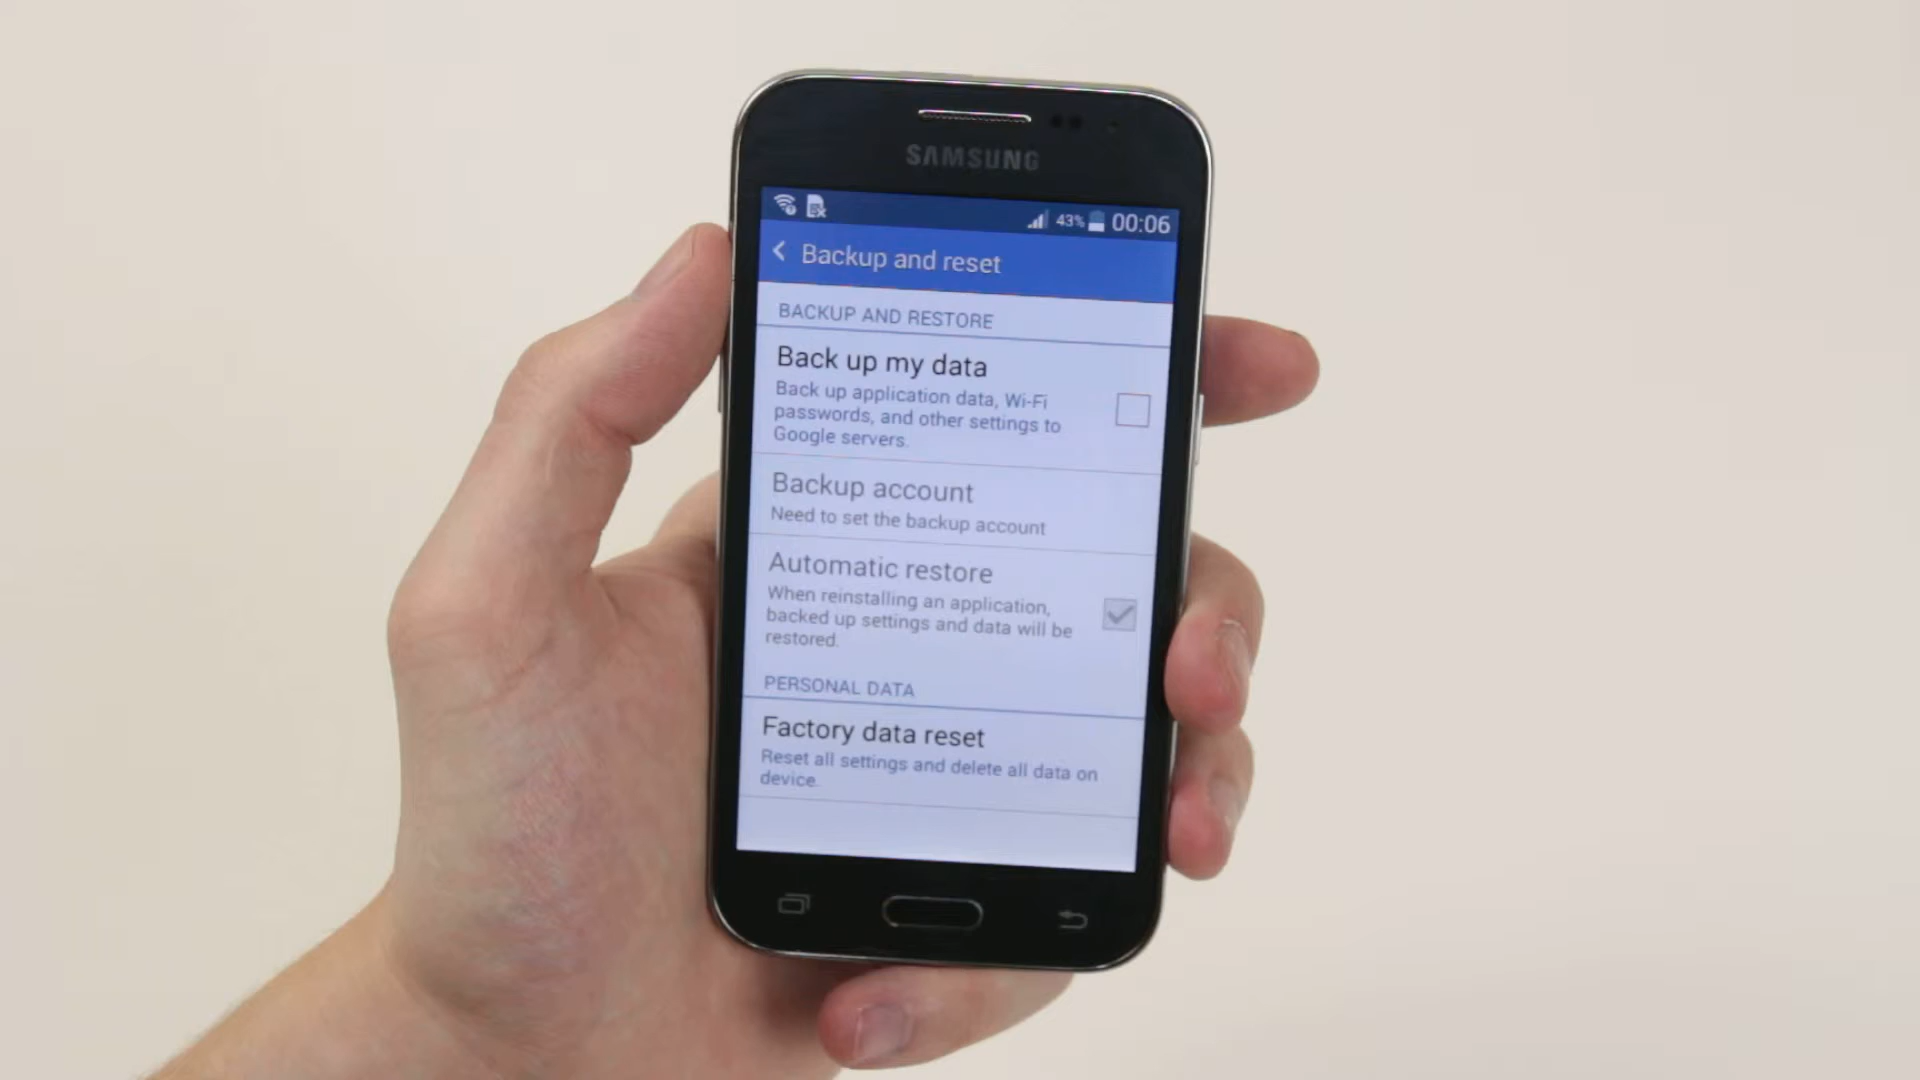 SAMSUNG
43% 00:06
Backup and reset
BACKUP AND RESTORE
Back up my data
Back up application data, Wi-Fi
passwords, and other settings to
Google servers.
Backup account
Need to set the backup account
Automatic restore
When reinstalling an application,
backed up settings and data will be
restored.
PERSONAL DATA
Factory data reset
Reset all settings and delete all data on
device.